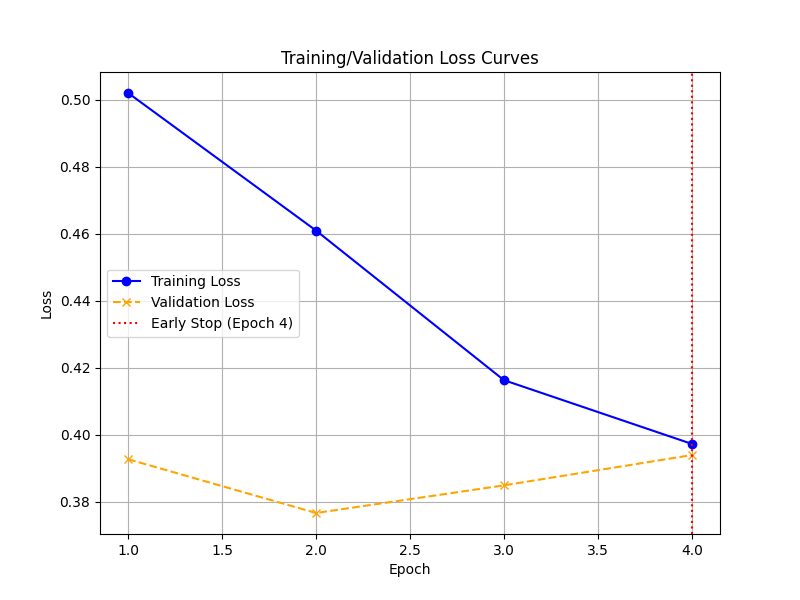 Training/Validation Loss Curves
0.50
0.48
0.46
0.44
0.42
0.40
0.38
Loss
Training Loss
Validation Loss
Early Stop (Epoch 4)
1.0 1.5 2.0 2.5 3.0 3.5 4.0
Epoch